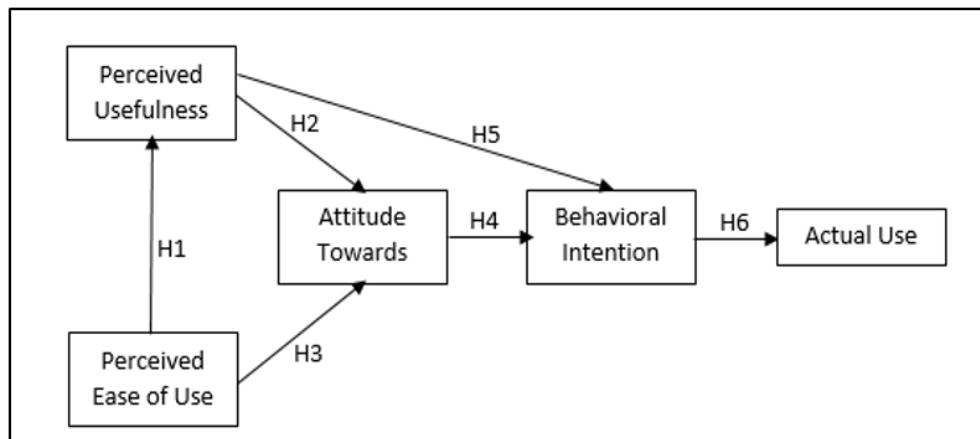 Perceived
Usefulness
H2
H5
H1
Attitude
Towards
H4
Behavioral
Intention
H6
Actual Use
H3
Perceived
Ease of Use